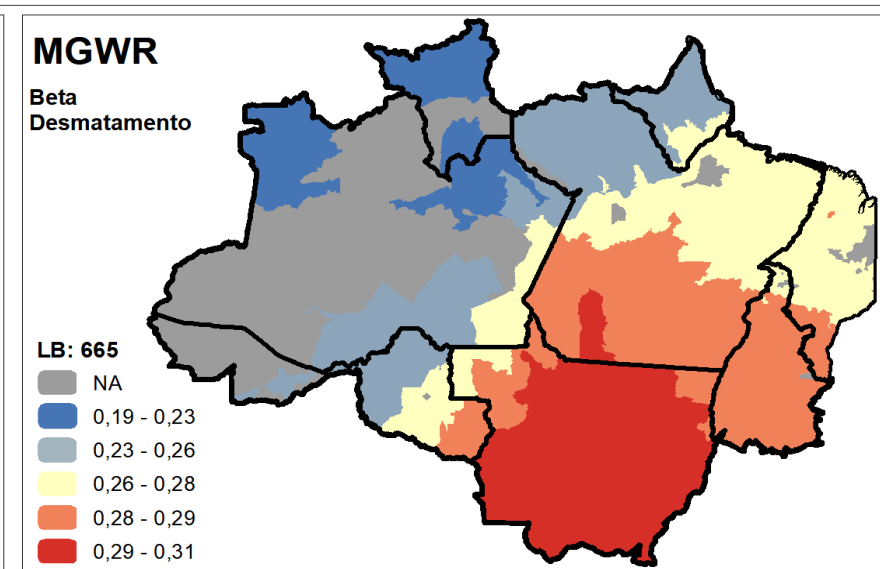 MGWR
Beta
Desmatamento
LB: 665
NA
0,19 - 0,23
0,23 - 0,26
0,26 - 0,28
0,28 - 0,29
0,29 - 0,31